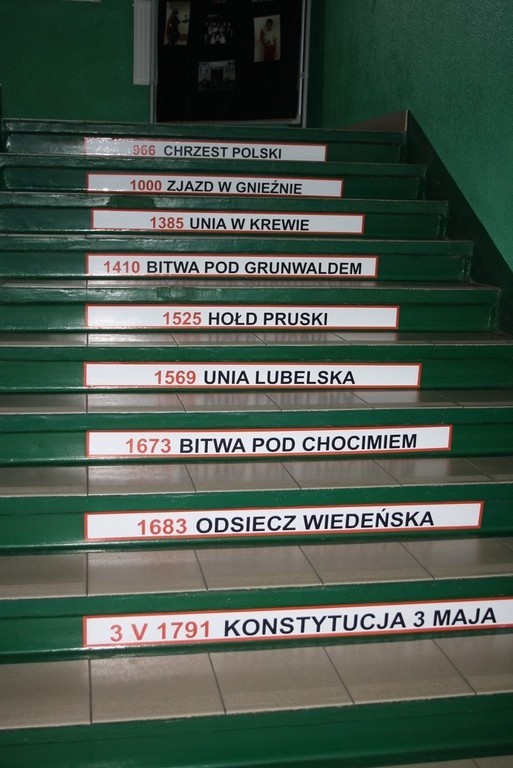 966 CHRZEST POLSKI
1000 ZJAZD W GNIEŹNIE
1385 UNIA W KREWIE
1410 BITWA POD GRUNWALDEM
1525 HOŁD PRUSKI
1569 UNIA LUBELSKA
1673 BITWA POD CHOCIMIEM
1683 ODSIECZ WIEDEŃSKA
3 V 1791 KONSTYTUCJA 3 MAJA